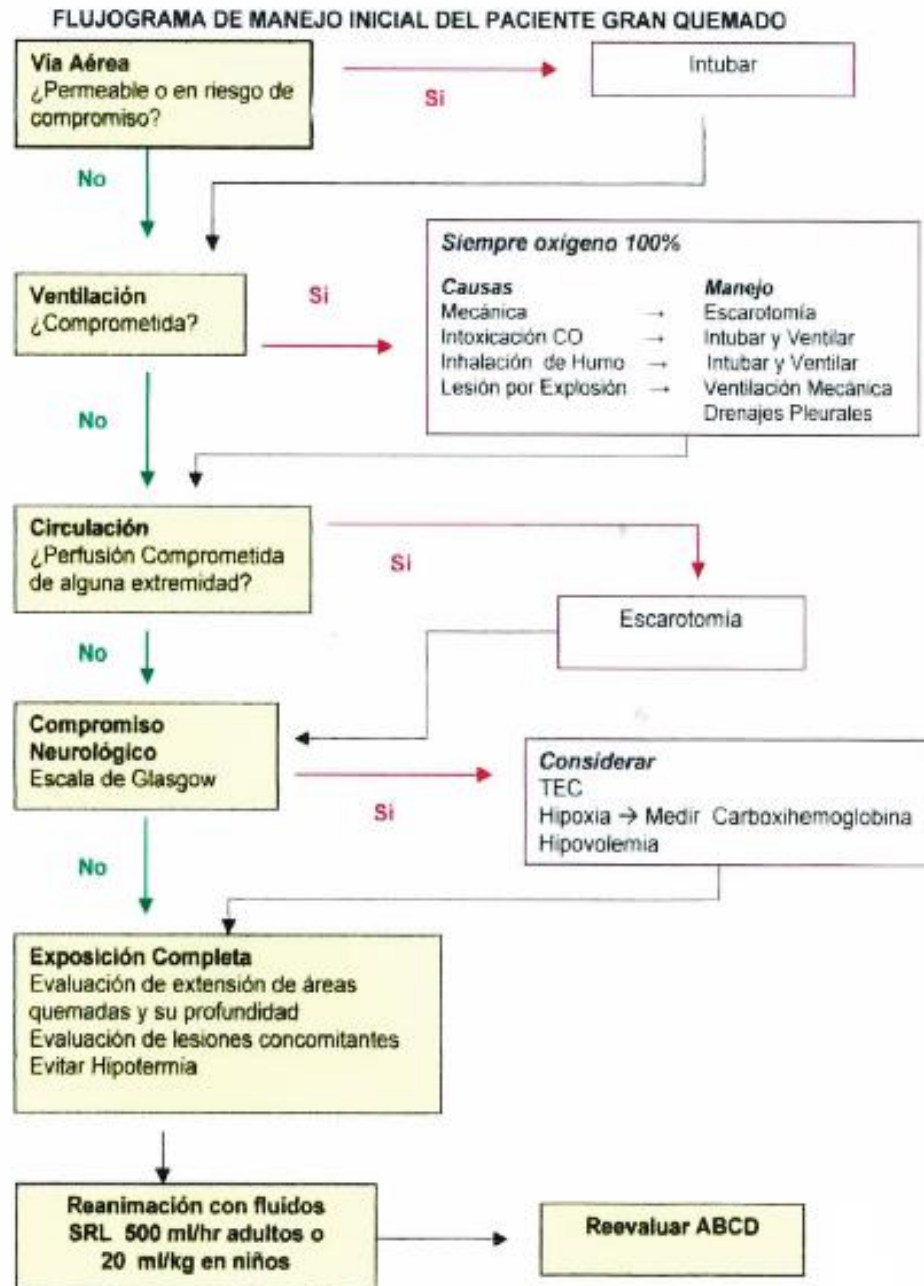 FLUJOGRAMA DE MANEJO INICIAL DEL PACIENTE GRAN QUEMADO
Via Aérea
¿Permeable o en riesgo de
compromiso?
Si
Intubar
No
Ventilación
¿Comprometida?
Si
Siempre oxígeno 100%
Causas Manejo
Mecánica → Escarotomía
Intoxicación CO → Intubar y Ventilar
Inhalación de Humo → Intubar y Ventilar
Lesión por Explosión → Ventilación Mecánica
Drenajes Pleurales
No
Circulación
¿Perfusión Comprometida
de alguna extremidad?
Si
Escarotomía
No
Compromiso
Neurológico
Escala de Glasgow
Si
Considerar
TEC
Hipoxia → Medir Carboxihemoglobina
Hipovolemia
No
Exposición Completa
Evaluación de extensión de áreas
quemadas y su profundidad
Evaluación de lesiones concomitantes
Evitar Hipotermia
Reanimación con fluidos
SRL 500 ml/hr adultos o
20 ml/kg en niños
Reevaluar ABCD